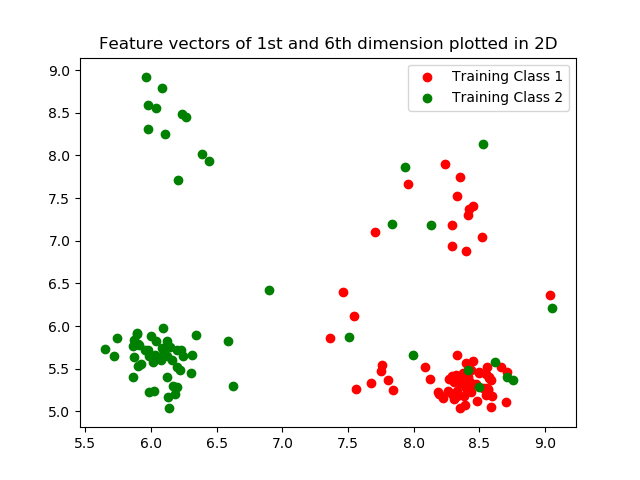 Feature vectors of 1st and 6th dimension plotted in 2D
Training Class 1
Training Class 2
9.0
8.5
8.0
7.5
7.0
6.5
6.0
5.5
5.0
5.5 6.0 6.5 7.0 7.5 8.0 8.5 9.0